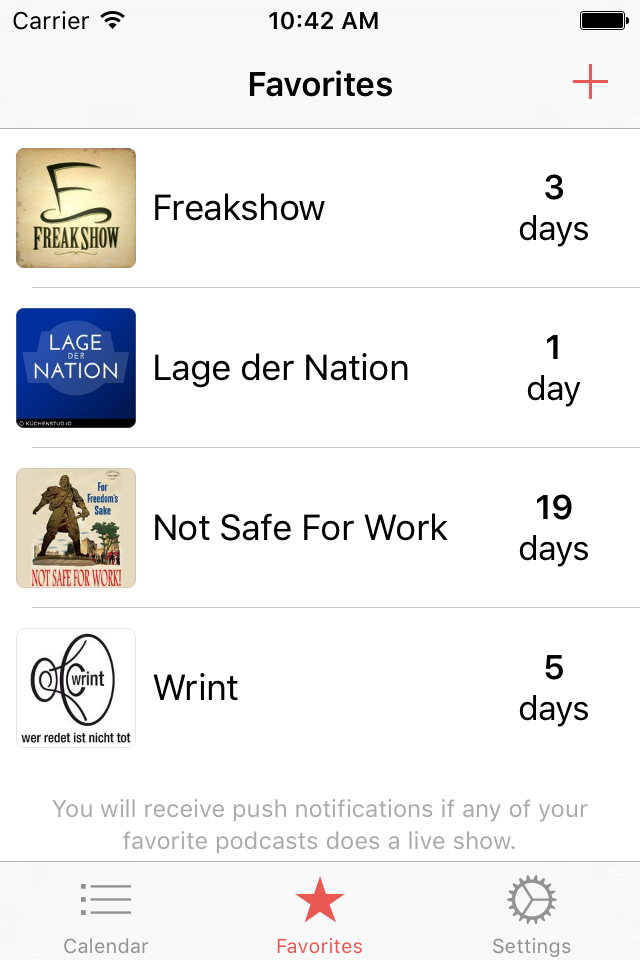 Carrier 10:42 AM
Favorites
FREAK SHOW
Freakshow
3
days
LAGE
DER
NATION
KÜCHENSTUD.IO
Lage der Nation
1
day
For
Freedom's
Sake
NOT SAFE FOR WORK!
Not Safe For Work
19
days
wrint
wer redet ist nicht tot
Wrint
5
days
You will receive push notifications if any of your
favorite podcasts does a live show.
Calendar Favorites Settings